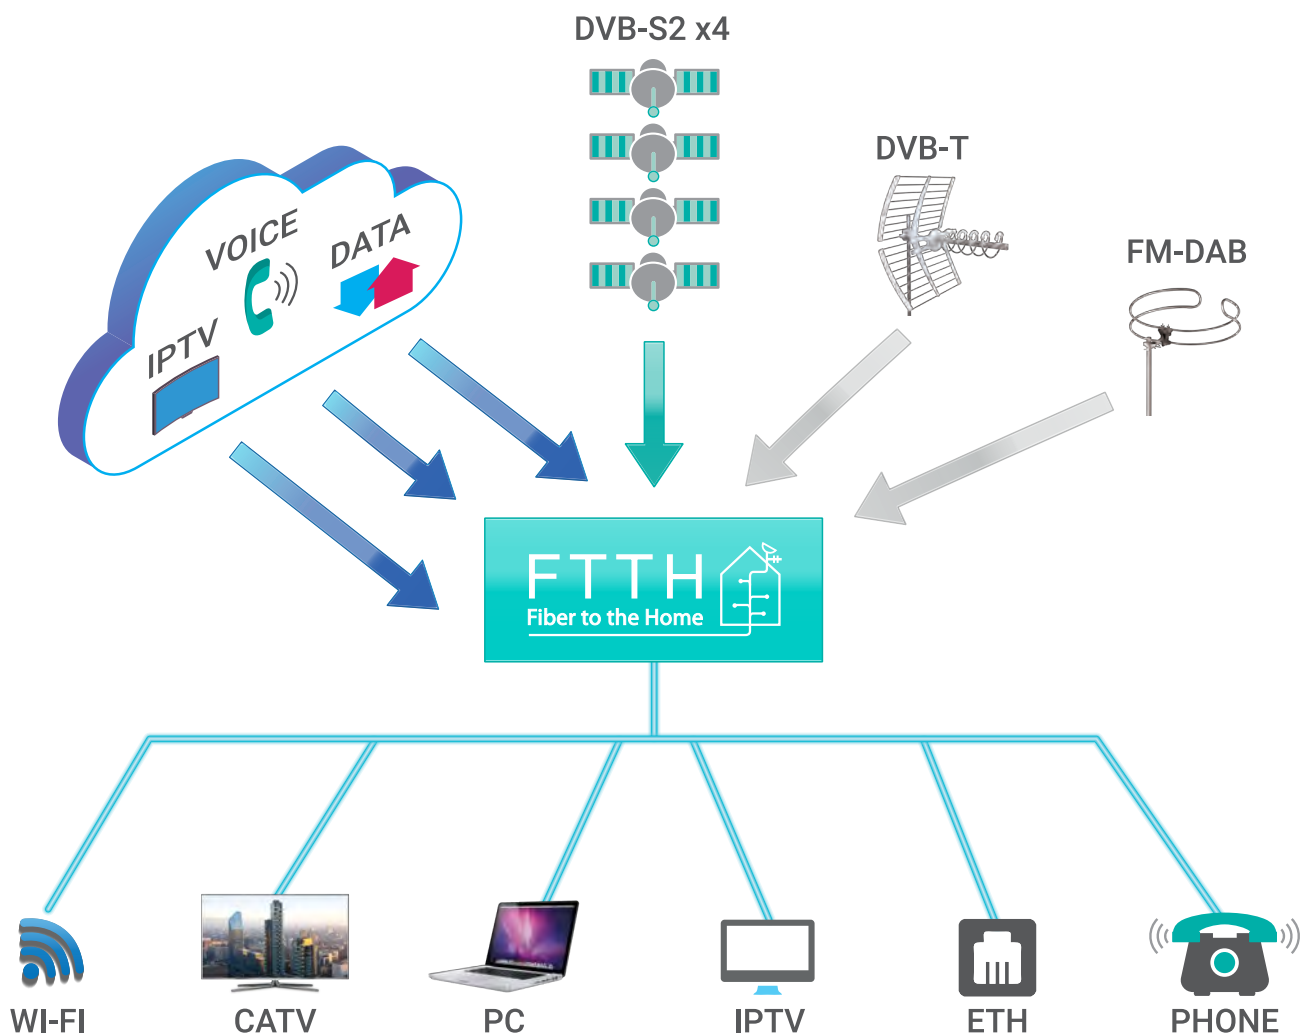 DVB-S2 x4
DVB-T
FM-DAB
VOICE
DATA
IPTV
FTTH
Fiber to the Home
WI-FI
CATV
PC
IPTV
ETH
PHONE